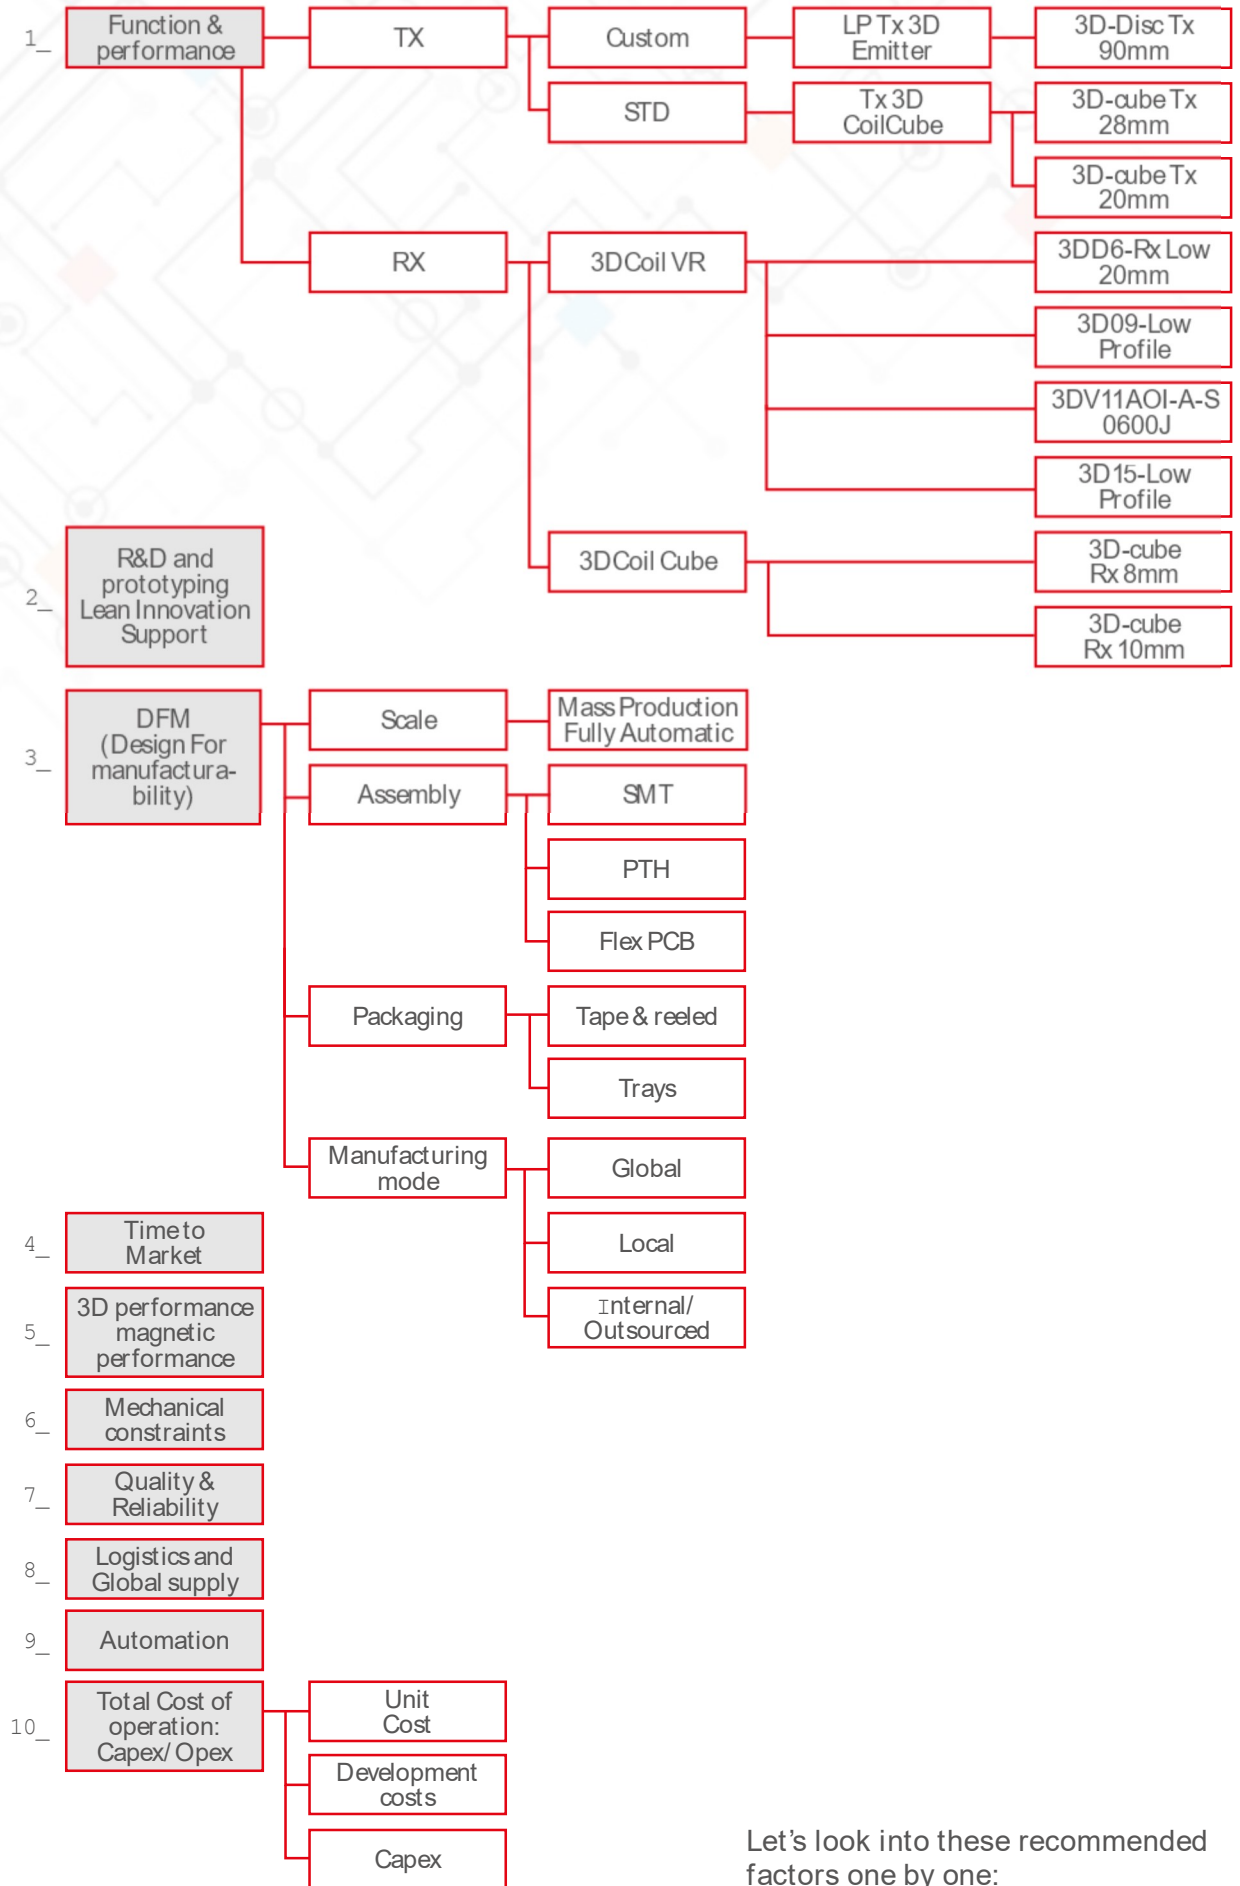 1_
Function &
performance
TX
Custom
LP Tx 3D
Emitter
3D-Disc Tx
90mm
STD
Tx 3D
CoilCube
3D-cube Tx
28mm
3D-cube Tx
20mm
RX
3DCoil VR
3DD6-Rx Low
20mm
3D09-Low
Profile
3DV11AOI-A-S
0600J
3D15-Low
Profile
3DCoil Cube
3D-cube
Rx 8mm
3D-cube
Rx 10mm
2_
R&D and
prototyping
Lean Innovation
Support
3_
DFM
(Design For
manufactura-
bility)
Scale
Mass Production
Fully Automatic
Assembly
SMT
PTH
Flex PCB
Packaging
Tape & reeled
Trays
Manufacturing
mode
Global
Local
Internal/
Outsourced
4_
Time to
Market
5_
3D performance
magnetic
performance
6_
Mechanical
constraints
7_
Quality &
Reliability
8_
Logistics and
Global supply
9_
Automation
10_
Total Cost of
operation:
Capex/ Opex
Unit
Cost
Development
costs
Capex
Let's look into these recommended
factors one by one: